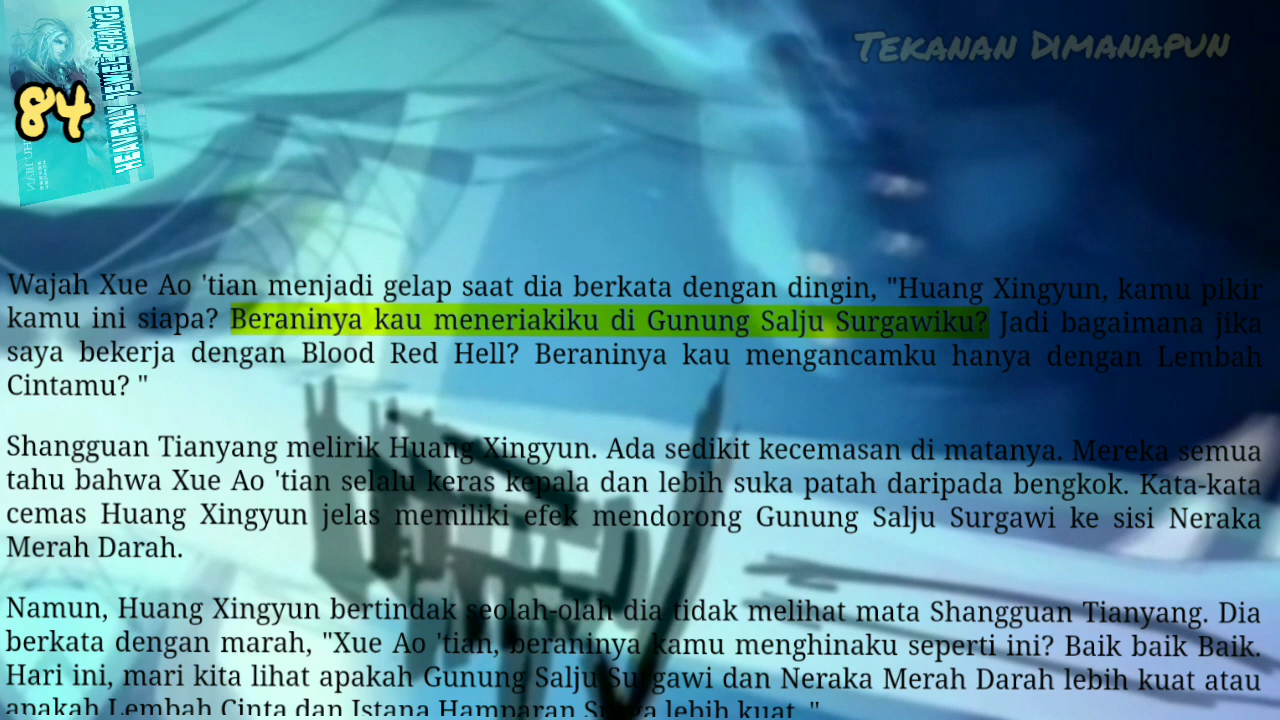 TEKANAN DIMANAPUN
HEAVENLY JEWEL CHANGE
84
Wajah Xue Ao 'tian menjadi gelap saat dia berkata dengan dingin, "Huang Xingyun, kamu pikir
kamu ini siapa? Beraninya kau meneriakiku di Gunung Salju Surgawiku? Jadi bagaimana jika
saya bekerja dengan Blood Red Hell? Beraninya kau mengancamku hanya dengan Lembah
Cintamu? "
Shangguan Tianyang melirik Huang Xingyun. Ada sedikit kecemasan di matanya. Mereka semua
tahu bahwa Xue Ao 'tian selalu keras kepala dan lebih suka patah daripada bengkok. Kata-kata
cemas Huang Xingyun jelas memiliki efek mendorong Gunung Salju Surgawi ke sisi Neraka
Merah Darah.
Namun, Huang Xingyun bertindak seolah-olah dia tidak melihat mata Shangguan Tianyang. Dia
berkata dengan marah, "Xue Ao 'tian, beraninya kamu menghinaku seperti ini? Baik baik Baik.
Hari ini, mari kita lihat apakah Gunung Salju Surgawi dan Neraka Merah Darah lebih kuat atau
apakah Lembah Cinta dan Istana Hamparan Surga lebih kuat. "